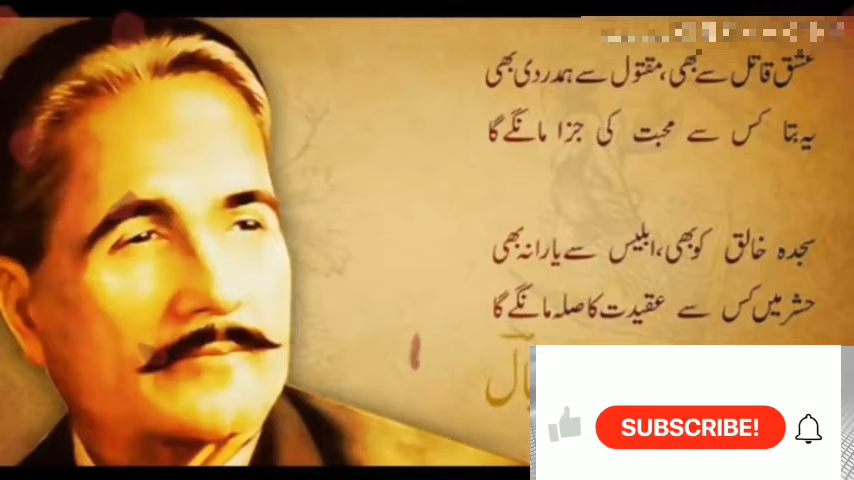 عشق قاتل سے بھی، مقتول سے ہمدردی بھی
یہ بتا کس سے محبت کی جزا مانگے گا
سجدہ خالق کو بھی، ابلیس سے یارانہ بھی
حشر میں کس سے عقیدت کا صلہ مانگے گا
SUBSCRIBE!